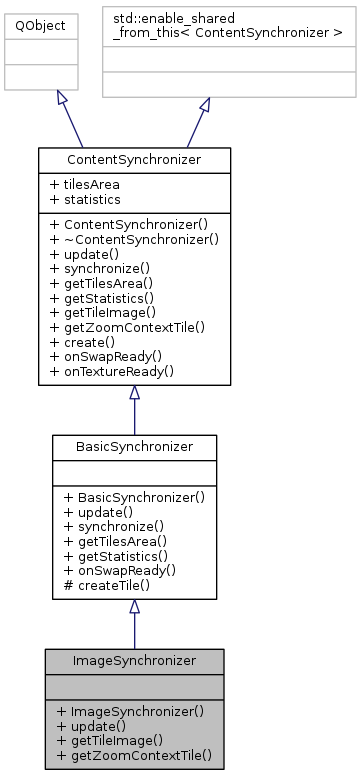 QObject
std::enable_shared
_from_this< ContentSynchronizer >
ContentSynchronizer
+ tilesArea
+ statistics
+ ContentSynchronizer()
+ ~ContentSynchronizer()
+ update()
+ synchronize()
+ getTilesArea()
+ getStatistics()
+ getTileImage()
+ getZoomContextTile()
+ create()
+ onSwapReady()
+ onTextureReady()
BasicSynchronizer
+ BasicSynchronizer()
+ update()
+ synchronize()
+ getTilesArea()
+ getStatistics()
+ onSwapReady()
# createTile()
ImageSynchronizer
+ ImageSynchronizer()
+ update()
+ getTileImage()
+ getZoomContextTile()